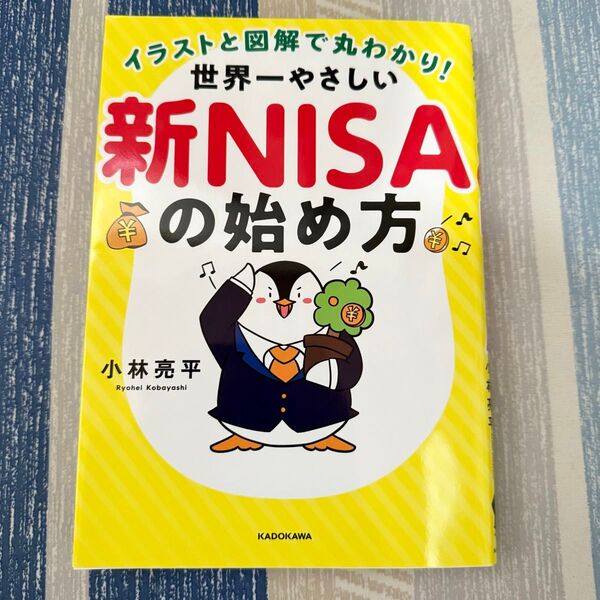 イラストと図解で丸わかり!
世界一やさしい
新NISA
の始め方
¥
¥
¥
小林亮平
Ryohei Kobayashi
KADOKAWA